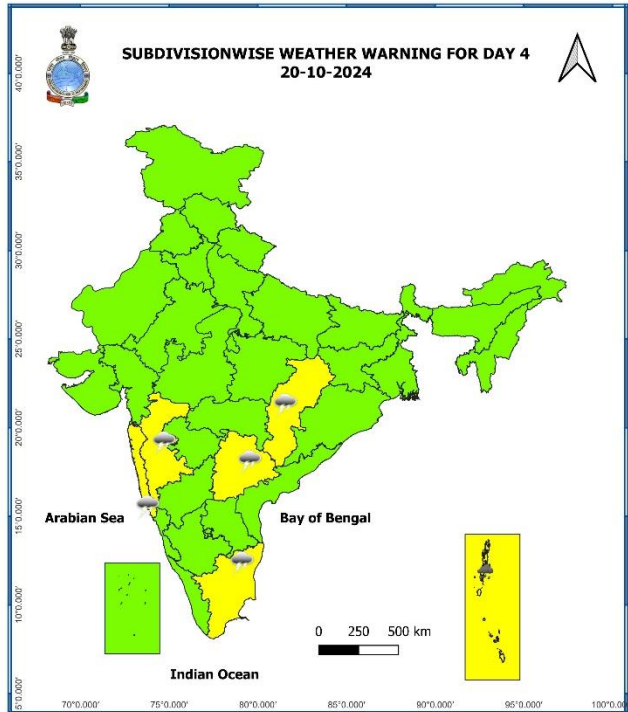 SUBDIVISIONWISE WEATHER WARNING FOR DAY 4
20-10-2024
40°0.000'
35°0.000'
30°0.000'
25°0.000'
20°0.000'
15°0.000'
10°0.000'
5°0.000'
Arabian Sea
Bay of Bengal
0 250 500 km
Indian Ocean
70°0.000' 75°0.000' 80°0.000' 85°0.000' 90°0.000' 95°0.000' 100°0.000'